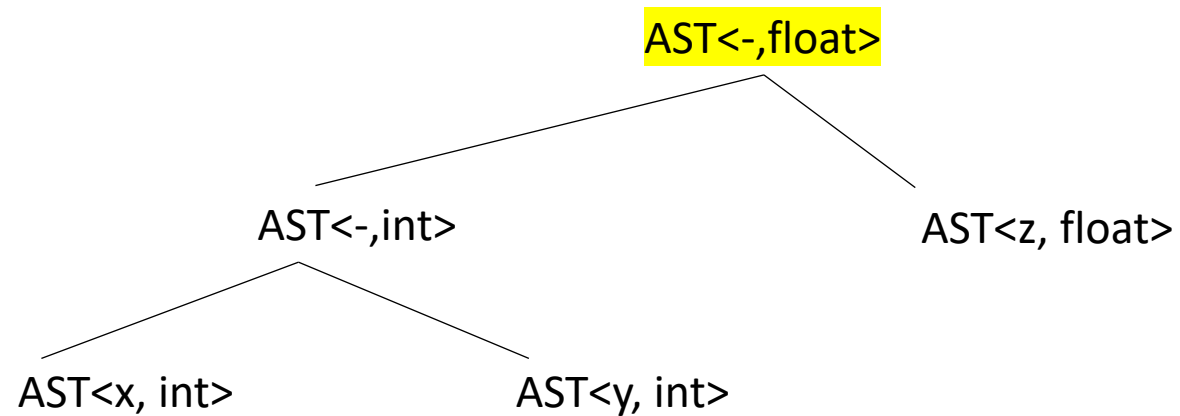 AST<-,float>
AST<-,int>
AST<z, float>
AST<x, int>
AST<y, int>